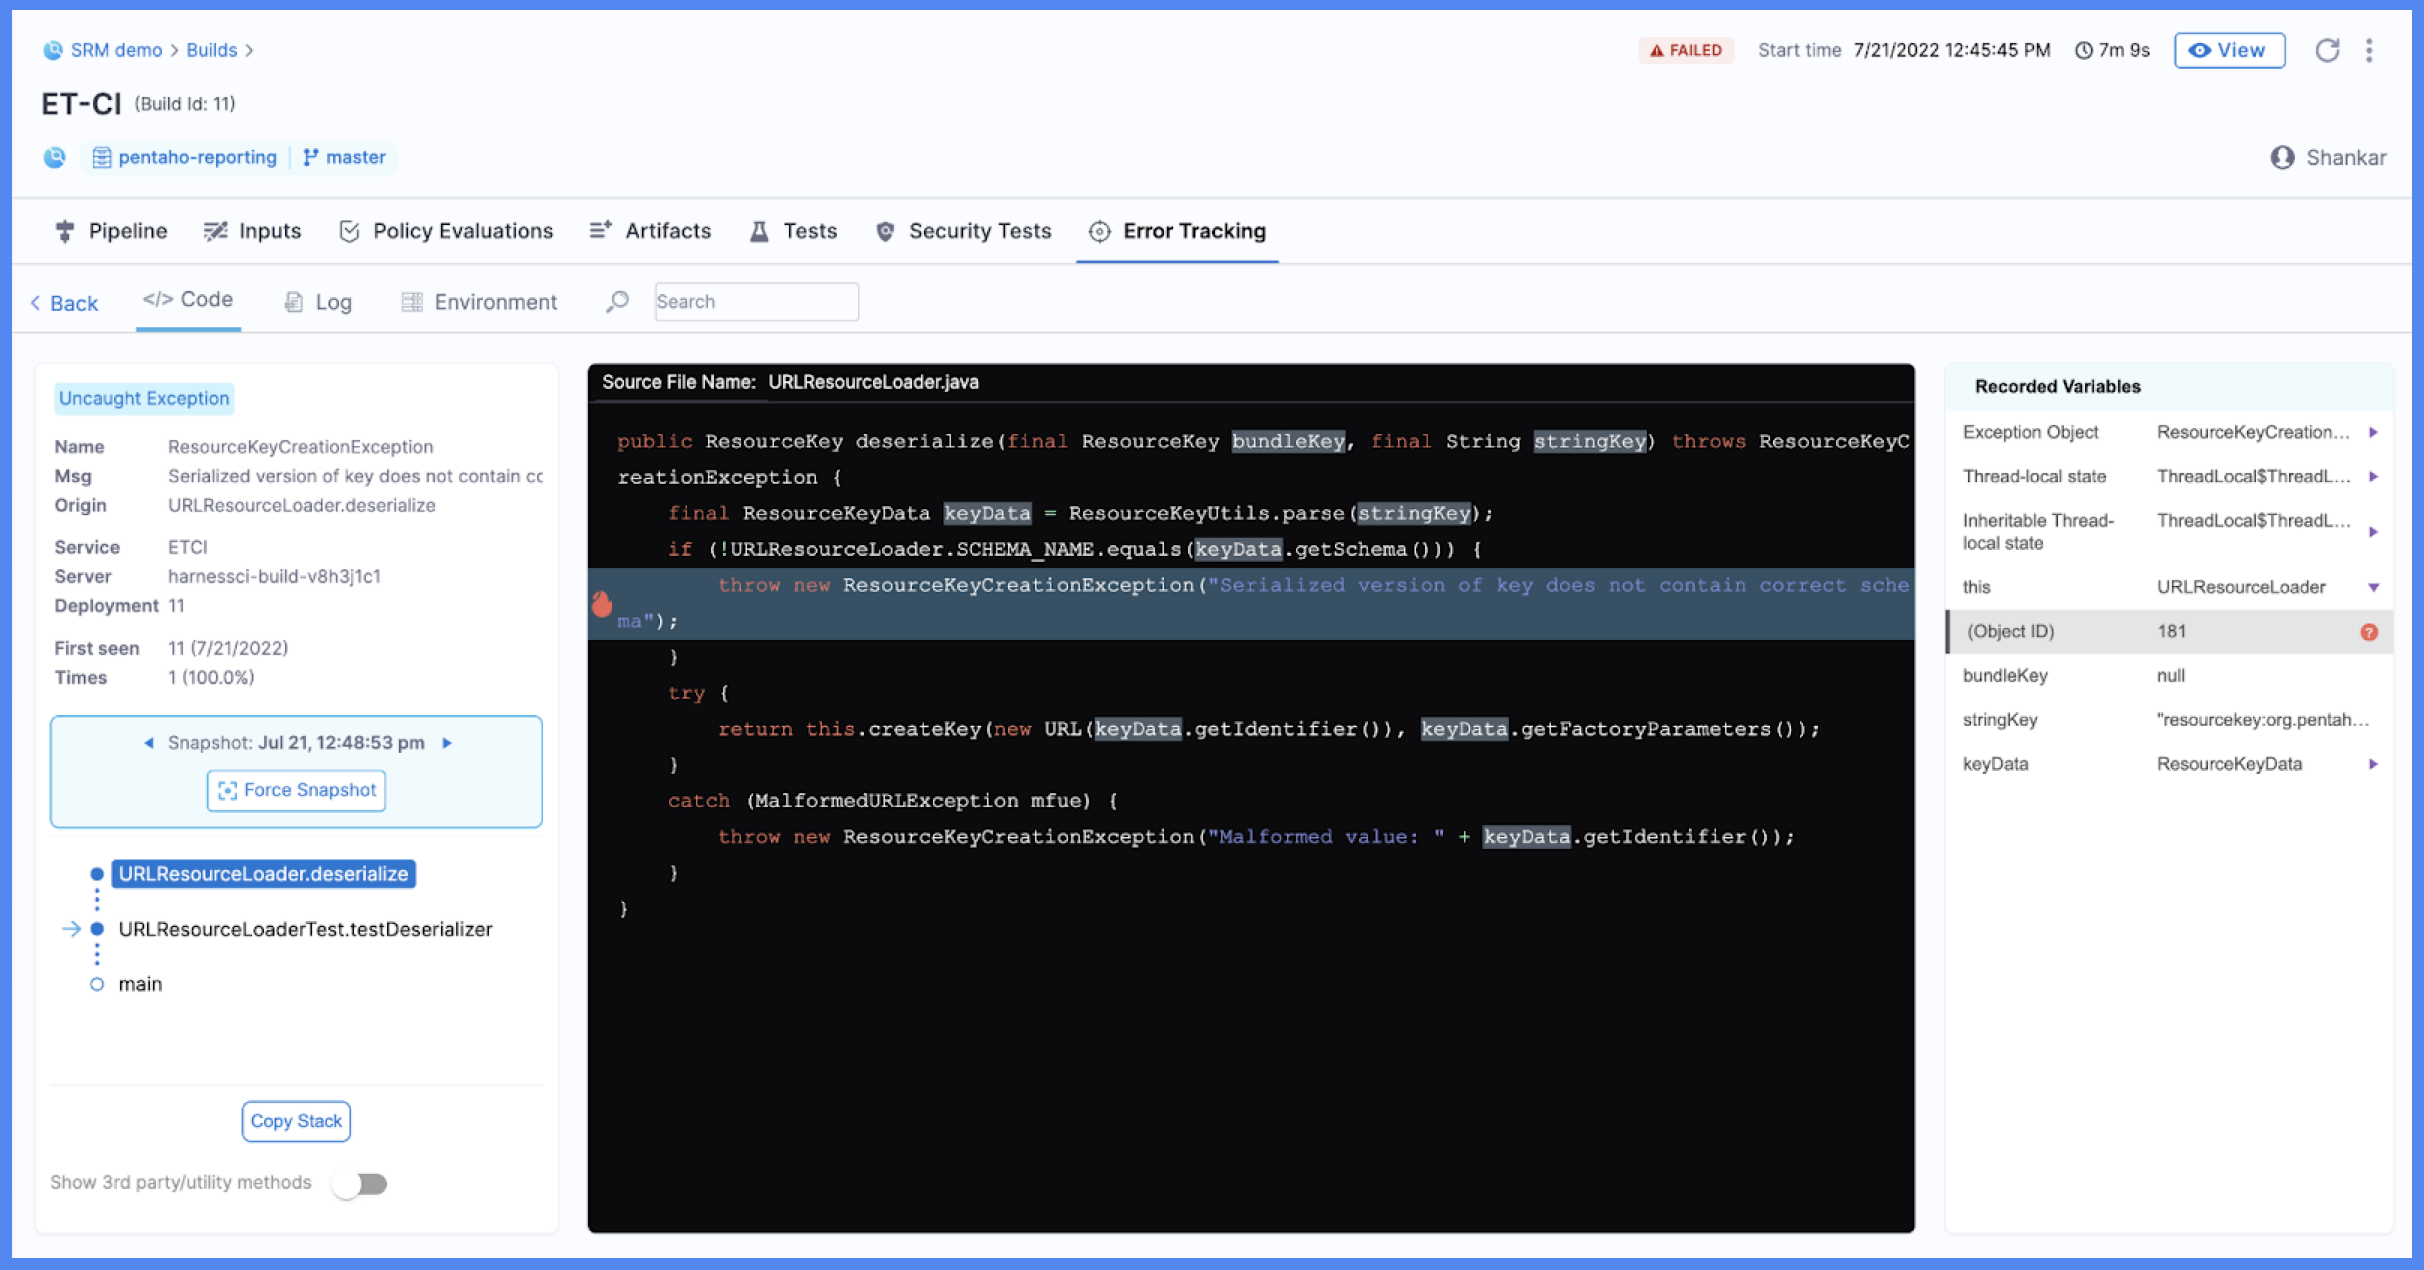 SRM demo > Builds >
FAILED Start time 7/21/2022 12:45:45 PM 7m 9s View
ET-CI (Build Id: 11)
pentaho-reporting master
Shankar
Pipeline Inputs Policy Evaluations Artifacts Tests Security Tests Error Tracking
< Back </> Code Log Environment Search
Uncaught Exception
Name ResourceKeyCreationException
Msg Serialized version of key does not contain cc
Origin URLResourceLoader.deserialize
Service ETCI
Server harnessci-build-v8h3j1c1
Deployment 11
First seen 11 (7/21/2022)
Times 1 (100.0%)
Snapshot: Jul 21, 12:48:53 pm
Force Snapshot
URLResourceLoader.deserialize
URLResourceLoaderTest.testDeserializer
main
Copy Stack
Show 3rd party/utility methods
Source File Name: URLResourceLoader.java
public ResourceKey deserialize(final ResourceKey bundleKey, final String stringKey) throws ResourceKeyC
reationException {
final ResourceKeyData keyData = ResourceKeyUtils.parse(stringKey);
if (!URLResourceLoader.SCHEMA_NAME.equals(keyData.getSchema())) {
throw new ResourceKeyCreationException("Serialized version of key does not contain correct sche
ma");
}
try {
return this.createKey(new URL(keyData.getIdentifier()), keyData.getFactoryParameters());
}
catch (MalformedURLException mfue) {
throw new ResourceKeyCreationException("Malformed value: " + keyData.getIdentifier());
}
}
Recorded Variables
Exception Object ResourceKeyCreation...
Thread-local state ThreadLocal$ThreadL...
Inheritable Thread- ThreadLocal$ThreadL...
local state
this URLResourceLoader
(Object ID) 181 ?
bundleKey null
stringKey "resourcekey:org.pentah...
keyData ResourceKeyData